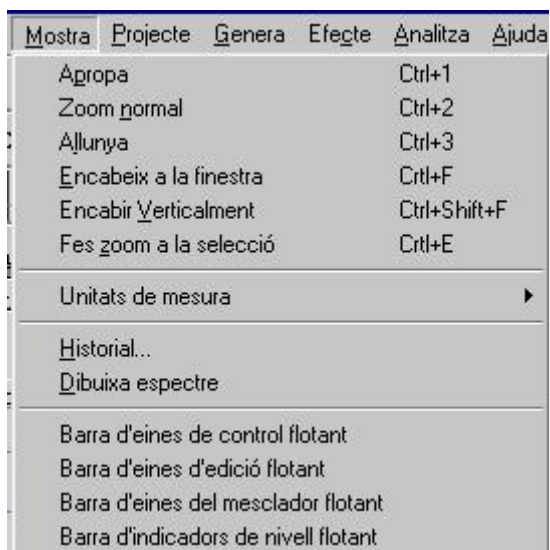 Mostra Projecte Genera Efecte Analitza Ajuda
Apropa Ctrl+1
Zoom normal Ctrl+2
Allunya Ctrl+3
Encabeix a la finestra Crtl+F
Encabir Verticalment Ctrl+Shift+F
Fes zoom a la selecció Crtl+E
Unitats de mesura
Historial...
Dibuixa espectre
Barra d'eines de control flotant
Barra d'eines d'edició flotant
Barra d'eines del mesclador flotant
Barra d'indicadors de nivell flotant